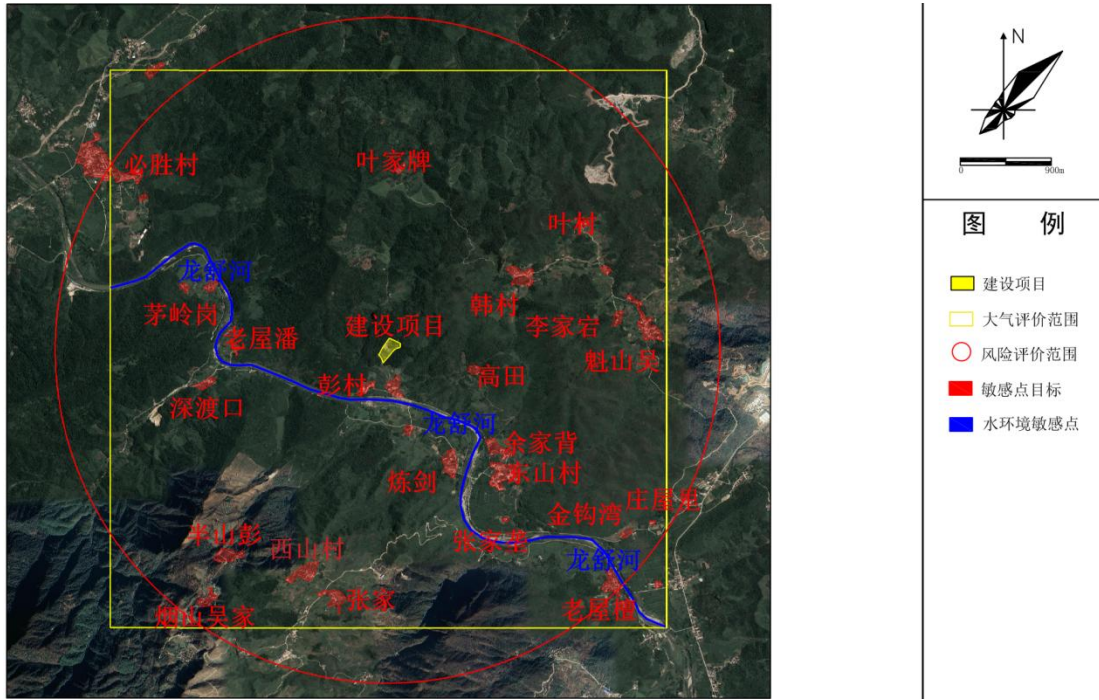 必胜村
叶家牌
叶村
龙舒河
韩村
李家岩
茅岭岗
老屋潘
建设项目
魁山吴
高田
彭村
深渡口
龙舒河
余家背
东山村
炼剑
庄屋
金钩湾
张家垄
半山彭
西山村
龙舒河
张家
老屋檀
烟山吴家
N
0 900m
图 例
建设项目
大气评价范围
风险评价范围
敏感点目标
水环境敏感点